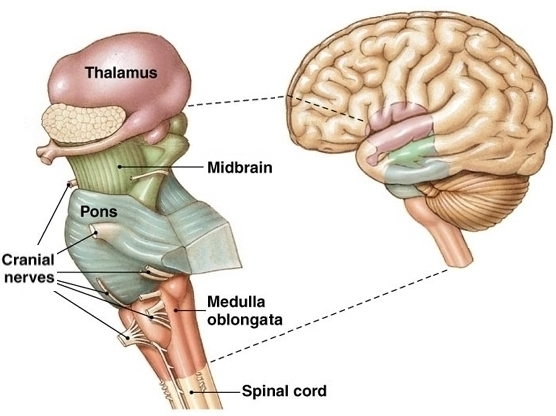 Thalamus
Midbrain
Pons
Cranial
nerves
Medulla
oblongata
Spinal cord